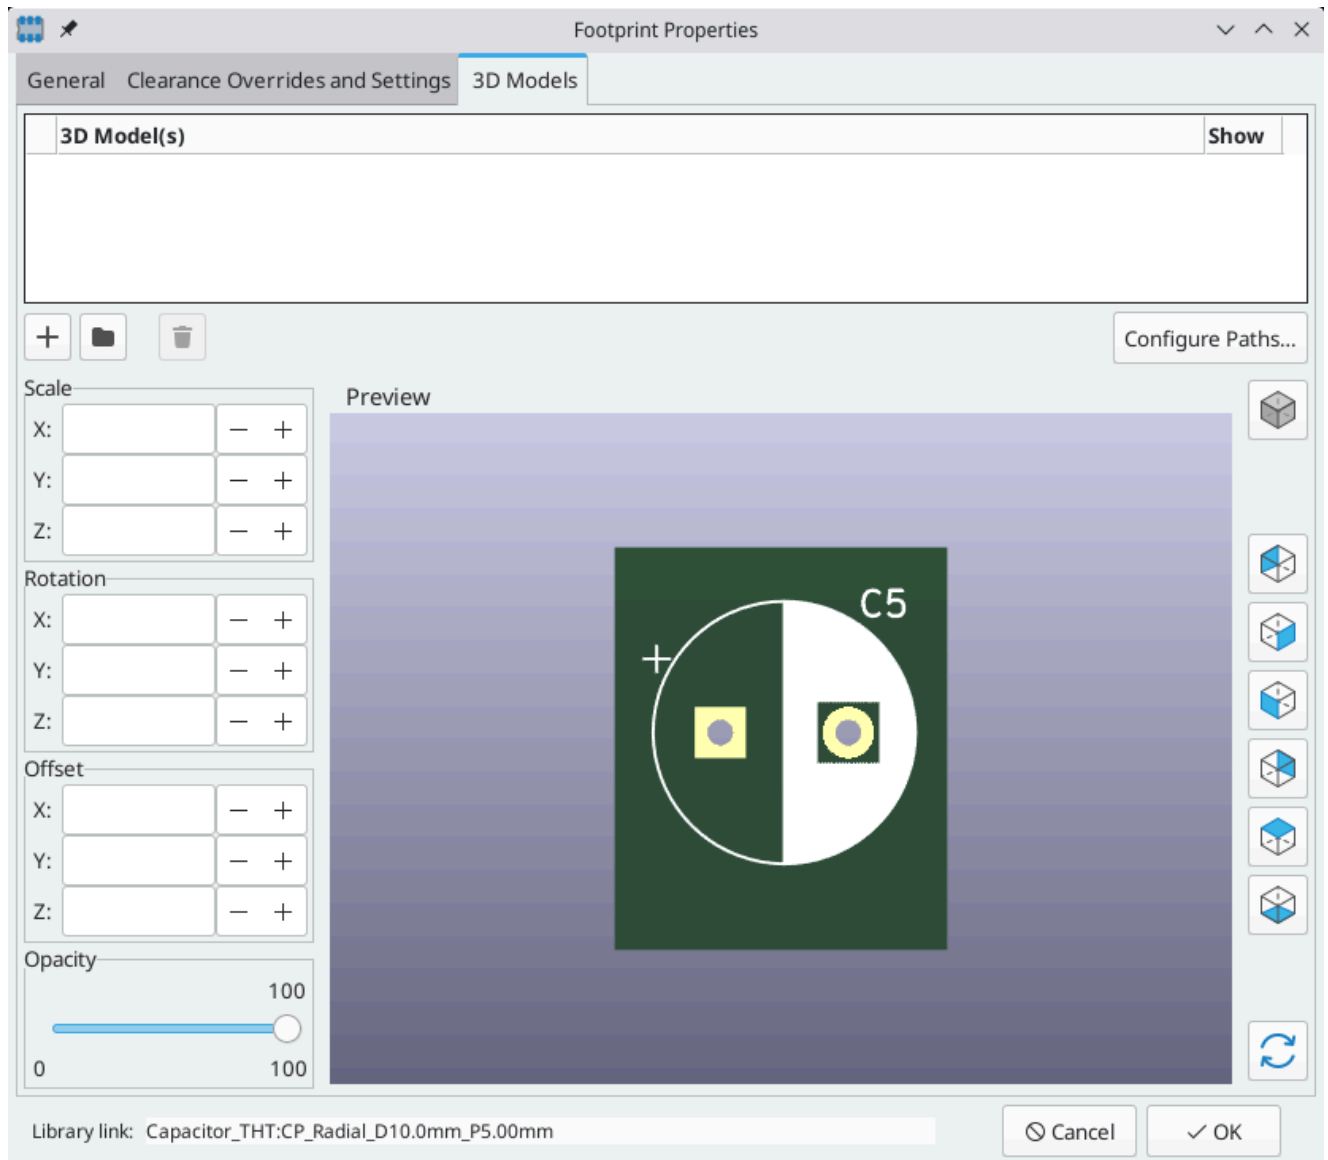 Footprint Properties
General Clearance Overrides and Settings 3D Models
3D Model(s) Show
Configure Paths...
Scale
X:
Y:
Z:
Rotation
X:
Y:
Z:
Offset
X:
Y:
Z:
Opacity
100
0 100
Preview
C5
+
Library link: Capacitor_THT:CP_Radial_D10.0mm_P5.00mm
Cancel OK